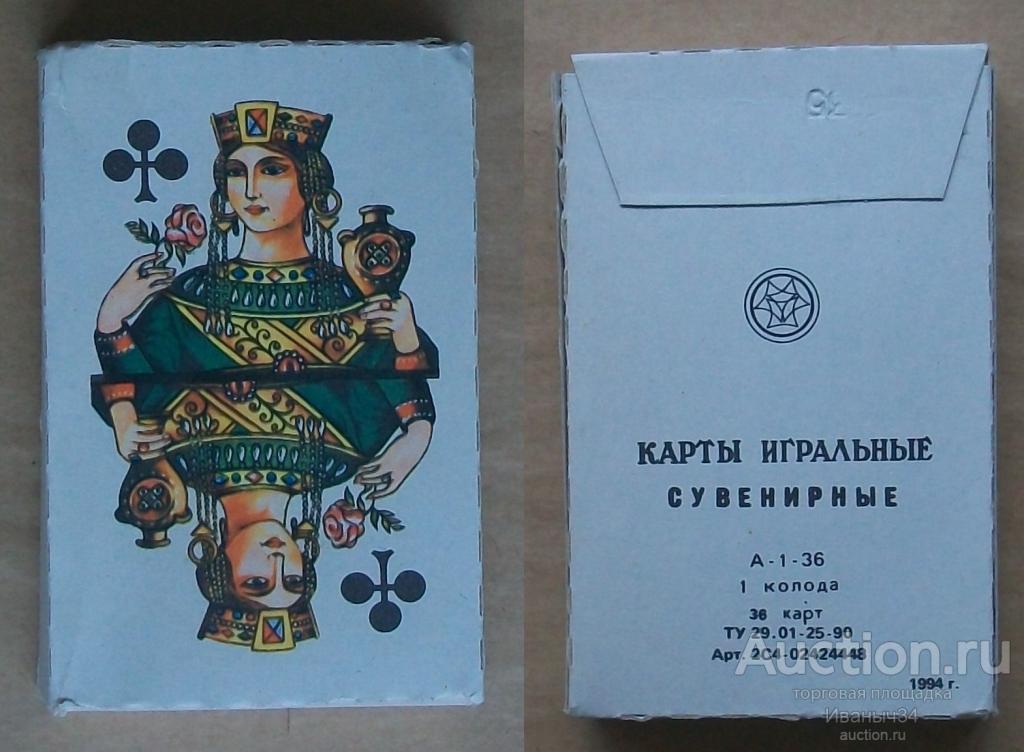 КАРТЫ ИГРАЛЬНЫЕ
СУВЕНИРНЫЕ
А-1-36
1 колода
36 карт
ТУ 29.01-25-90
Арт. 2С4-02424448
1994 г.
Auction.ru
торговая площадка
Иваныч34
auction.ru